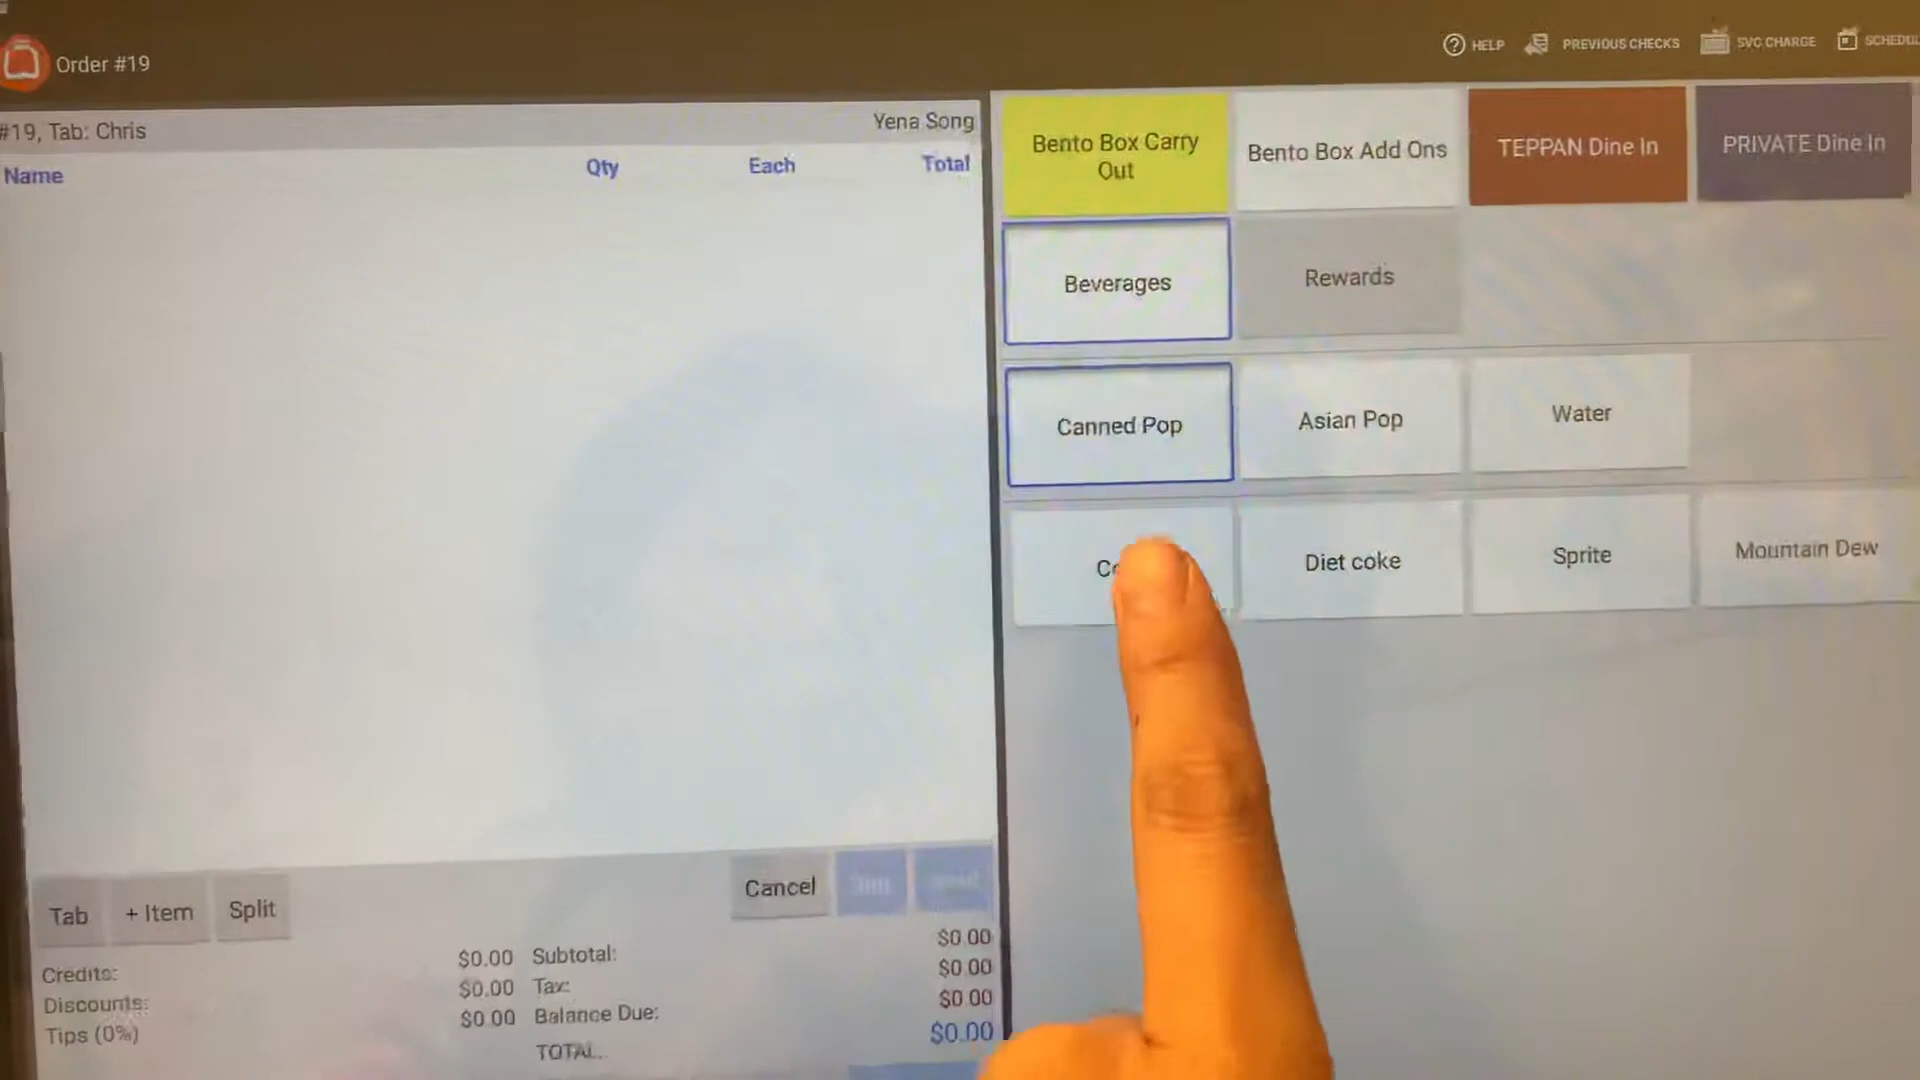 Order #19
HELP
PREVIOUS CHECKS
SVC CHARGE
#19, Tab: Chris
Yena Song
Name
Qty
Each
Total
Bento Box Carry
Out
Bento Box Add Ons
TEPPAN Dine In
PRIVATE Dine In
Beverages
Rewards
Canned Pop
Asian Pop
Water
Diet coke
Sprite
Mountain Dew
Tab
+ Item
Split
Cancel
Credits:
$0.00
Discounts:
$0.00
Tips (0%)
$0.00
Subtotal:
$0.00
Tax:
$0.00
Balance Due:
$0.00
TOTAL
$0.00